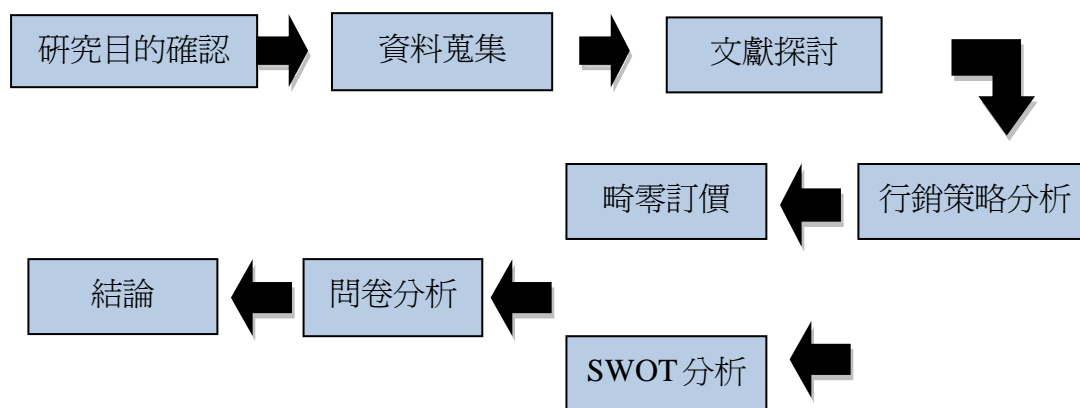 研究目的確認
資料蒐集
文獻探討
畸零訂價
行銷策略分析
結論
問卷分析
SWOT分析